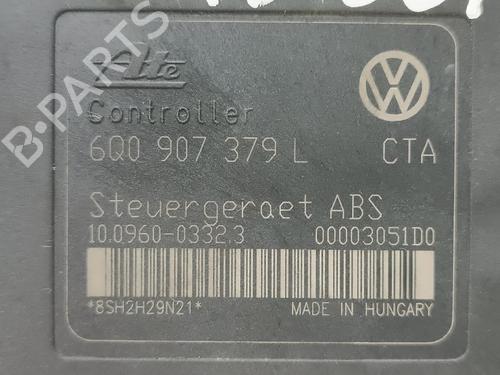 Ate
Controller
6Q0 907 379 L CTA
Steuergeraet ABS
10.0960-0332.3 00003051D0
*8SH2H29N21* MADE IN HUNGARY
B-PARTS